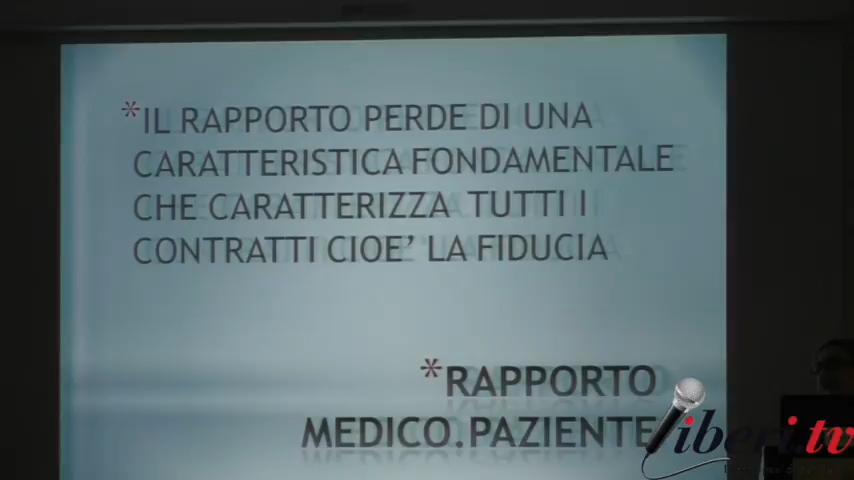 *IL RAPPORTO PERDE DI UNA
CARATTERISTICA FONDAMENTALE
CHE CARATTERIZZA TUTTI I
CONTRATTI CIOE' LA FIDUCIA
*RAPPORTO
MEDICO.PAZIENTE
liberi.tv